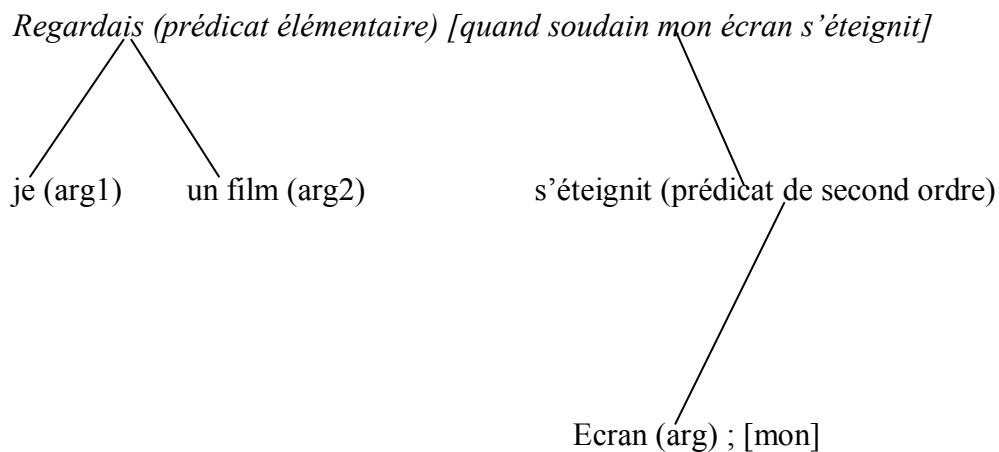 Regardais (prédicat élémentaire) [quand soudain mon écran s’éteignit]
je (arg1) un film (arg2) s’éteignit (prédicat de second ordre)
Ecran (arg) ; [mon]